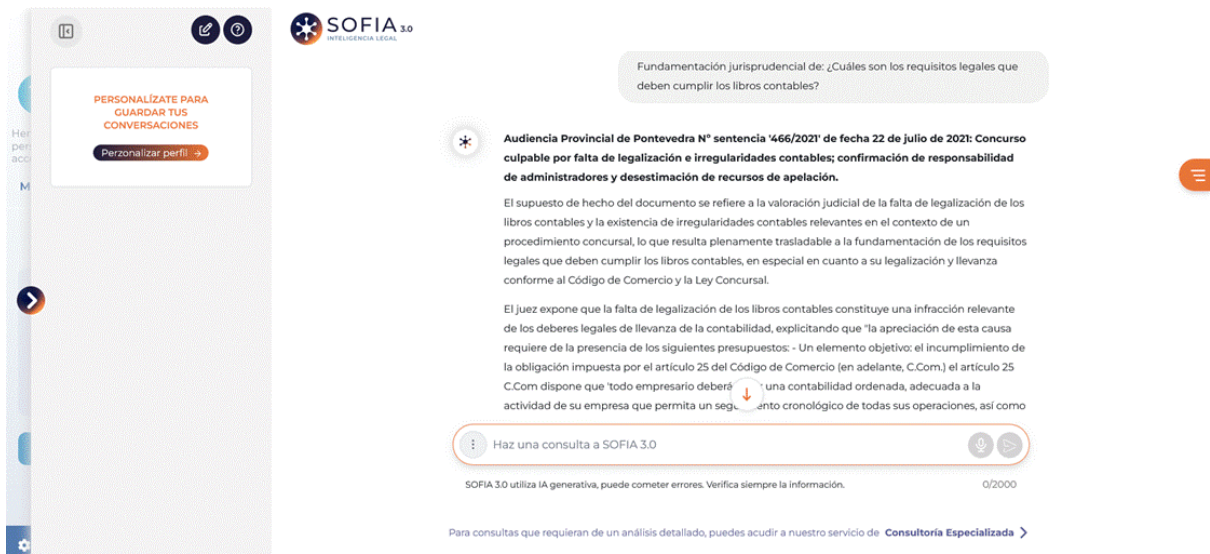 SOFIA 3.0
INTELIGENCIA LEGAL
PERSONALÍZATE PARA
GUARDAR TUS
CONVERSACIONES
Perzonalizar perfil →
Her
per
acc
M
Fundamentación jurisprudencial de: ¿Cuáles son los requisitos legales que
deben cumplir los libros contables?
Audiencia Provincial de Pontevedra Nº sentencia '466/2021' de fecha 22 de julio de 2021: Concurso
culpable por falta de legalización e irregularidades contables; confirmación de responsabilidad
de administradores y desestimación de recursos de apelación.
El supuesto de hecho del documento se refiere a la valoración judicial de la falta de legalización de los
libros contables y la existencia de irregularidades contables relevantes en el contexto de un
procedimiento concursal, lo que resulta plenamente trasladable a la fundamentación de los requisitos
legales que deben cumplir los libros contables, en especial en cuanto a su legalización y llevanza
conforme al Código de Comercio y la Ley Concursal.
El juez expone que la falta de legalización de los libros contables constituye una infracción relevante
de los deberes legales de llevanza de la contabilidad, explicitando que "la apreciación de esta causa
requiere de la presencia de los siguientes presupuestos: - Un elemento objetivo: el incumplimiento de
la obligación impuesta por el artículo 25 del Código de Comercio (en adelante, C.Com.) el artículo 25
C.Com dispone que 'todo empresario deberá una contabilidad ordenada, adecuada a la
actividad de su empresa que permita un cronológico de todas sus operaciones, así como
Haz una consulta a SOFIA 3.0
SOFIA 3.0 utiliza IA generativa, puede cometer errores. Verifica siempre la información.
0/2000
Para consultas que requieran de un análisis detallado, puedes acudir a nuestro servicio de Consultoría Especializada